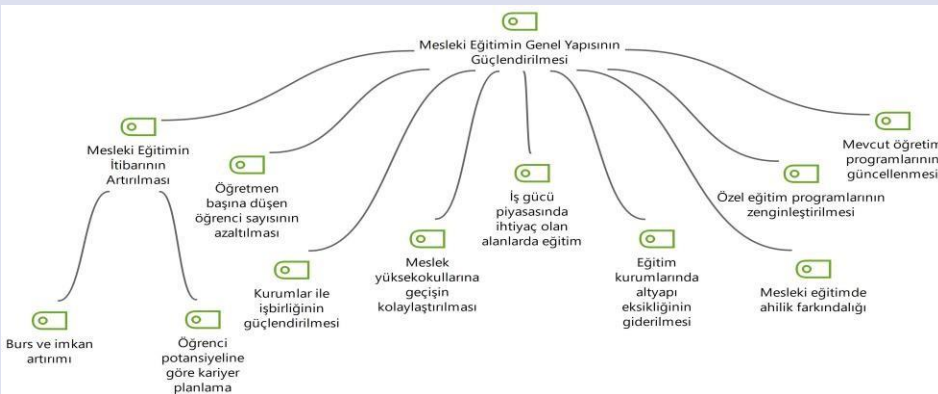 Mesleki Eğitimin Genel Yapısının
Güçlendirilmesi
Mesleki Eğitimin
İtibarının
Artırılması
Öğretmen
başına düşen
öğrenci sayısının
azaltılması
Kurumlar ile
işbirliğinin
güçlendirilmesi
Meslek
yüksekokullarına
geçişin
kolaylaştırılması
İş gücü
piyasasında
ihtiyaç olan
alanlarda eğitim
Eğitim
kurumlarında
altyapı
eksikliğinin
giderilmesi
Mesleki eğitimde
ahilik farkındalığı
Özel eğitim programlarının
zenginleştirilmesi
Mevcut öğretim
programlarının
güncellenmesi
Burs ve imkan
artırımı
Öğrenci
potansiyeline
göre kariyer
planlama